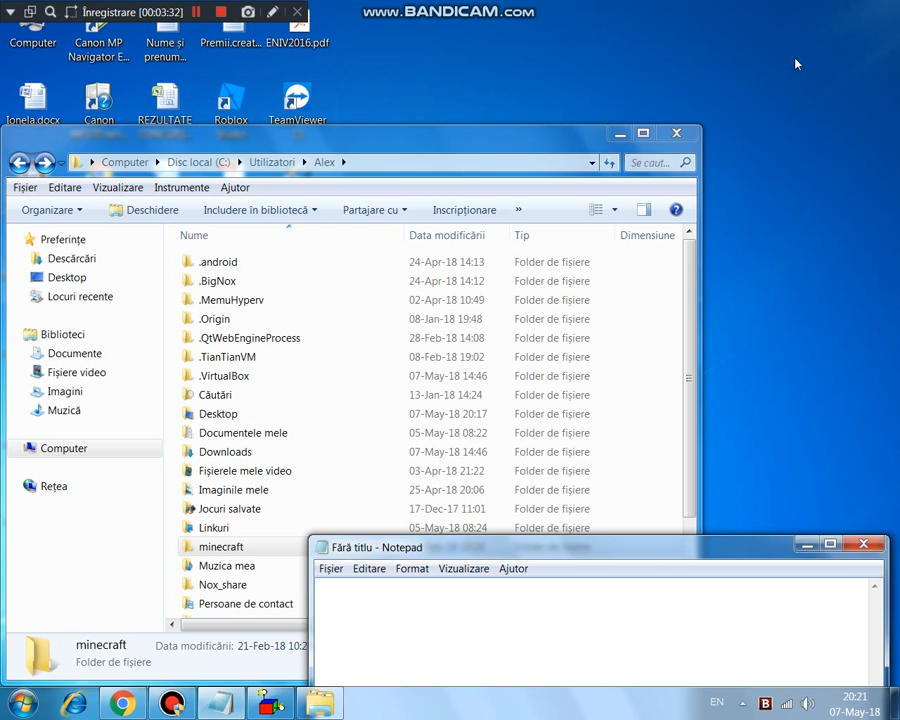 Înregistrare [00:03:32]
www.BANDICAM.com
Computer
Canon MP
Navigator E...
Nume și
prenum...
Premii.creat...
ENIV2016.pdf
Ionela.docx
Canon
REZULTATE
Roblox
TeamViewer
Computer
Disc local (C:)
Utilizatori
Alex
Se caut...
Fișier
Editare
Vizualizare
Instrumente
Ajutor
Organizare
Deschidere
Includere în bibliotecă
Partajare cu
Inscripționare
»
Preferințe
Descărcări
Desktop
Locuri recente
Biblioteci
Documente
Fișiere video
Imagini
Muzică
Computer
Rețea
Nume
Data modificării
Tip
Dimensiune
.android 24-Apr-18 14:13 Folder de fișiere
.BigNox 24-Apr-18 14:12 Folder de fișiere
.MemuHyperv 02-Apr-18 10:49 Folder de fișiere
.Origin 08-Jan-18 19:48 Folder de fișiere
.QtWebEngineProcess 28-Feb-18 14:08 Folder de fișiere
.TianTianVM 08-Feb-18 19:02 Folder de fișiere
.VirtualBox 07-May-18 14:46 Folder de fișiere
Căutări 13-Jan-18 14:24 Folder de fișiere
Desktop 07-May-18 20:17 Folder de fișiere
Documentele mele 05-May-18 08:22 Folder de fișiere
Downloads 07-May-18 14:46 Folder de fișiere
Fișierele mele video 03-Apr-18 21:22 Folder de fișiere
Imaginile mele 25-Apr-18 20:06 Folder de fișiere
Jocuri salvate 17-Dec-17 11:01 Folder de fișiere
Linkuri 05-May-18 08:24 Folder de fișiere
minecraft
Muzica mea
Nox_share
Persoane de contact
minecraft Data modificării: 21-Feb-18 10:2
Folder de fișiere
Fără titlu - Notepad
Fișier
Editare
Format
Vizualizare
Ajutor
EN
B
20:21
07-May-18